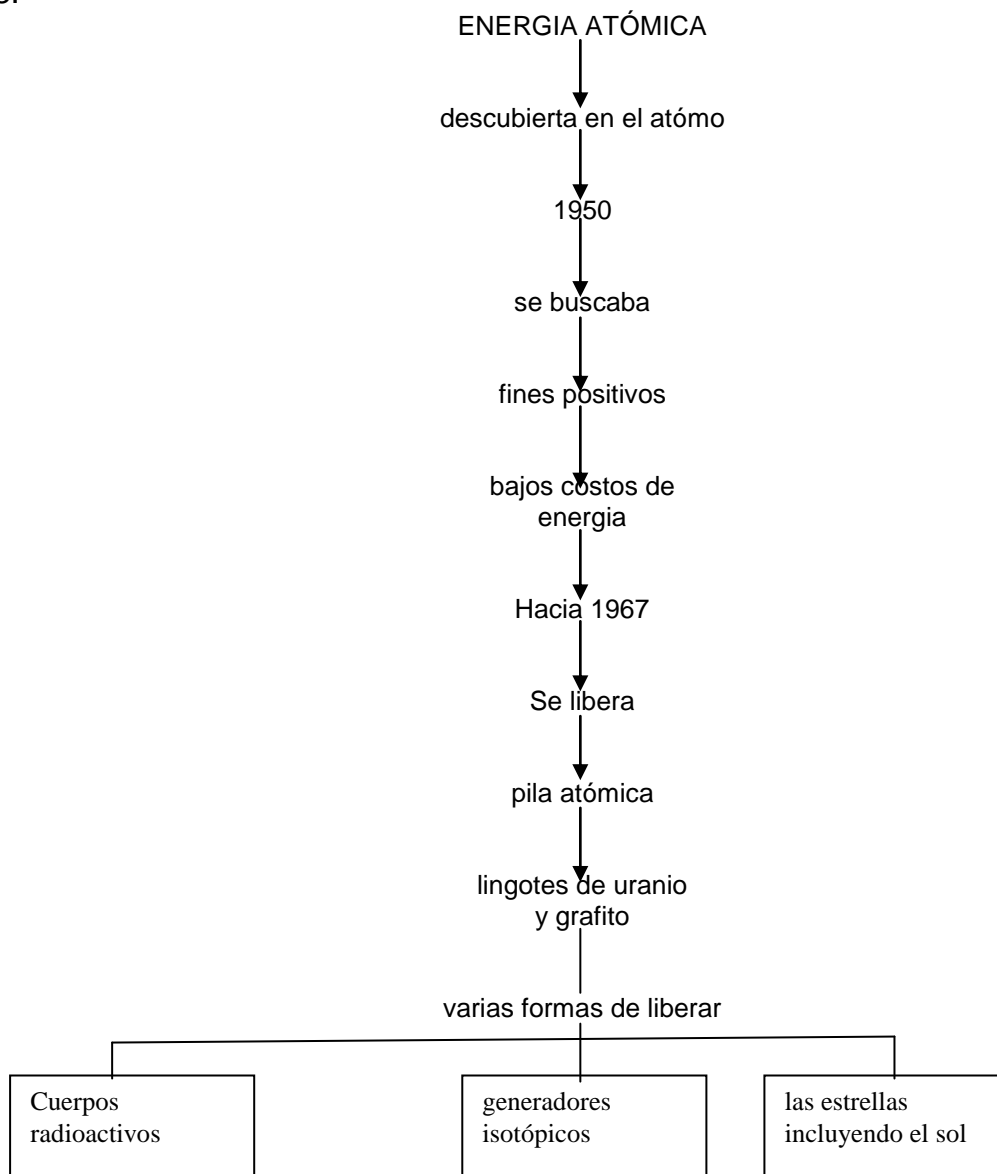 ENERGIA ATÓMICA
descubierta en el atómo
1950
se buscaba
fines positivos
bajos costos de
energia
Hacia 1967
Se libera
pila atómica
lingotes de uranio
y grafito
varias formas de liberar
Cuerpos
radioactivos
generadores
isotópicos
las estrellas
incluyendo el sol